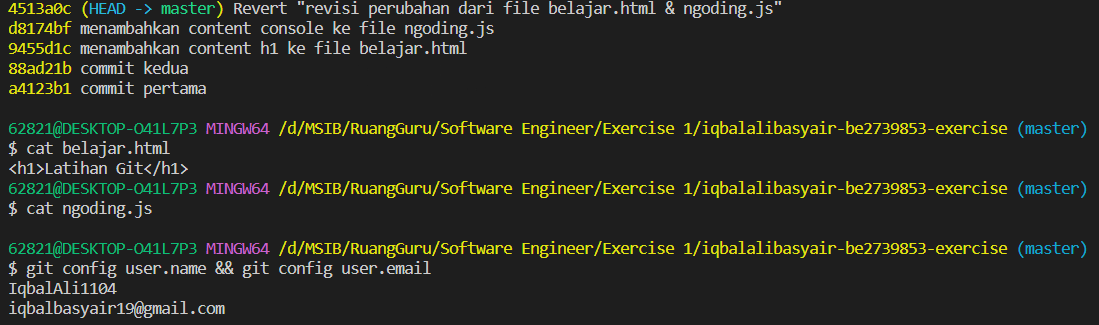 4513a0c (HEAD -> master) Revert "revisi perubahan dari file belajar.html & ngoding.js"
d8174bf menambahkan content console ke file ngoding.js
9455d1c menambahkan content h1 ke file belajar.html
88ad21b commit kedua
a4123b1 commit pertama
62821@DESKTOP-O41L7P3 MINGW64 /d/MSIB/RuangGuru/Software Engineer/Exercise 1/iqbalalibasyair-be2739853-exercise (master)
$ cat belajar.html
<h1>Latihan Git</h1>
62821@DESKTOP-O41L7P3 MINGW64 /d/MSIB/RuangGuru/Software Engineer/Exercise 1/iqbalalibasyair-be2739853-exercise (master)
$ cat ngoding.js
62821@DESKTOP-O41L7P3 MINGW64 /d/MSIB/RuangGuru/Software Engineer/Exercise 1/iqbalalibasyair-be2739853-exercise (master)
$ git config user.name && git config user.email
IqbalAli1104
iqbalbasyair19@gmail.com